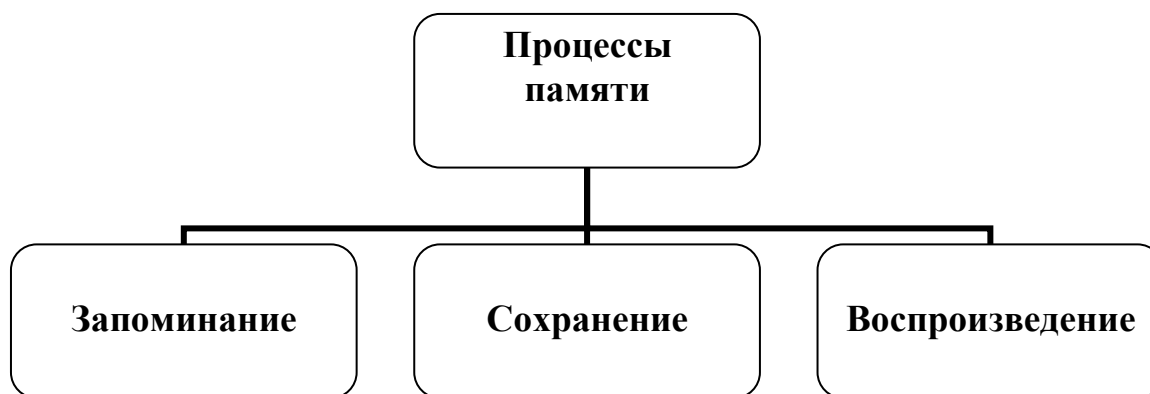 Процессы
памяти
Запоминание
Сохранение
Воспроизведение